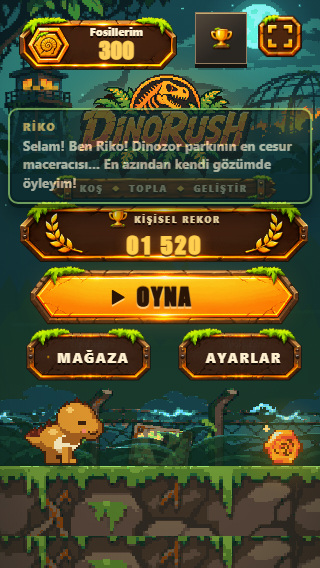 Fosillerim
300
DINORUSH
RİKO
Selam! Ben Riko! Dinozor parkının en cesur
maceracısı... En azından kendi gözümde
öyleyim!
KOŞ ◆ TOPLA ◆ GELİŞTİR
KİŞİSEL REKOR
01 520
OYNA
MAĞAZA
AYARLAR